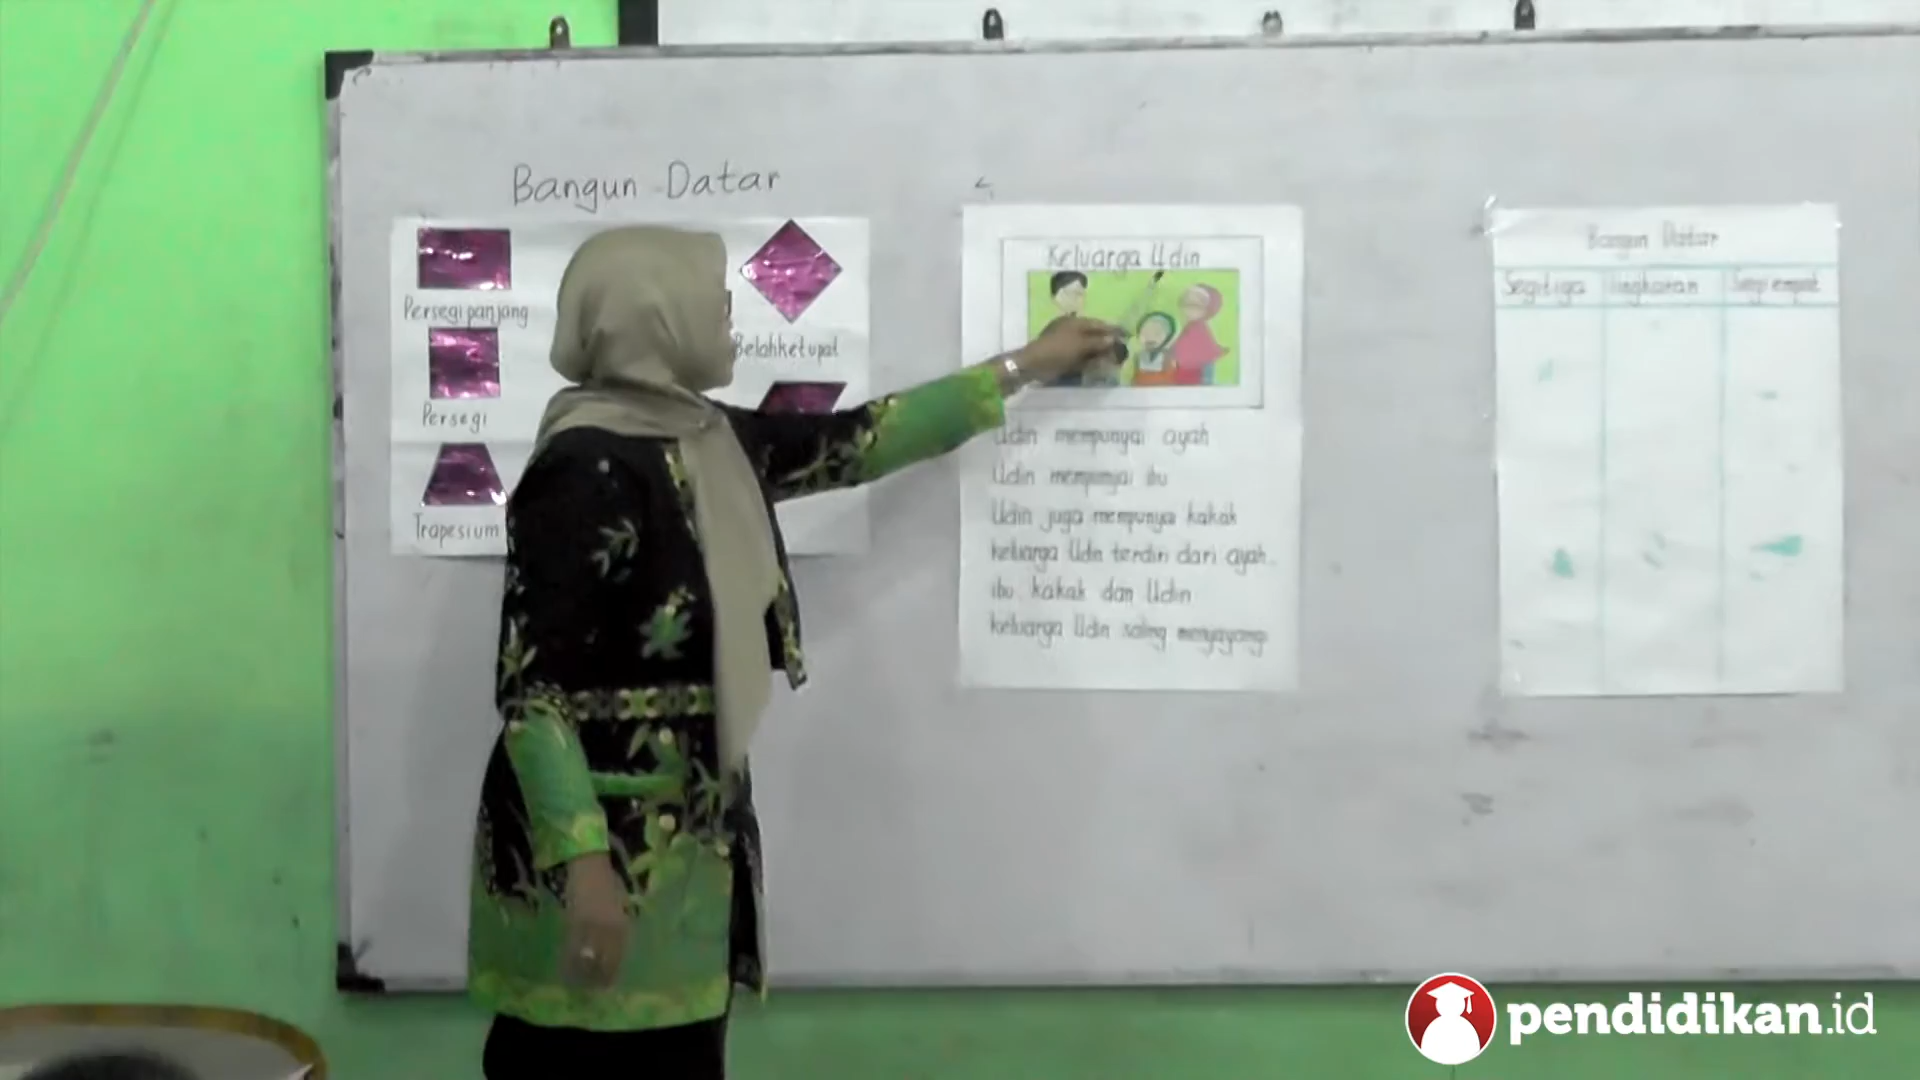 Bangun Datar
Persegi panjang
Persegi
Trapesium
Belahketupat
Keluarga Udin
Udin mempunyai ayah
Udin mempunyai ibu
Udin juga mempunyai kakak
keluarga Udin terdiri dari ayah
ibu, kakak dan Udin
keluarga Udin saling menyayangi
Bangun Datar
Segitiga
lingkaran
Segi empat
pendidikan.id